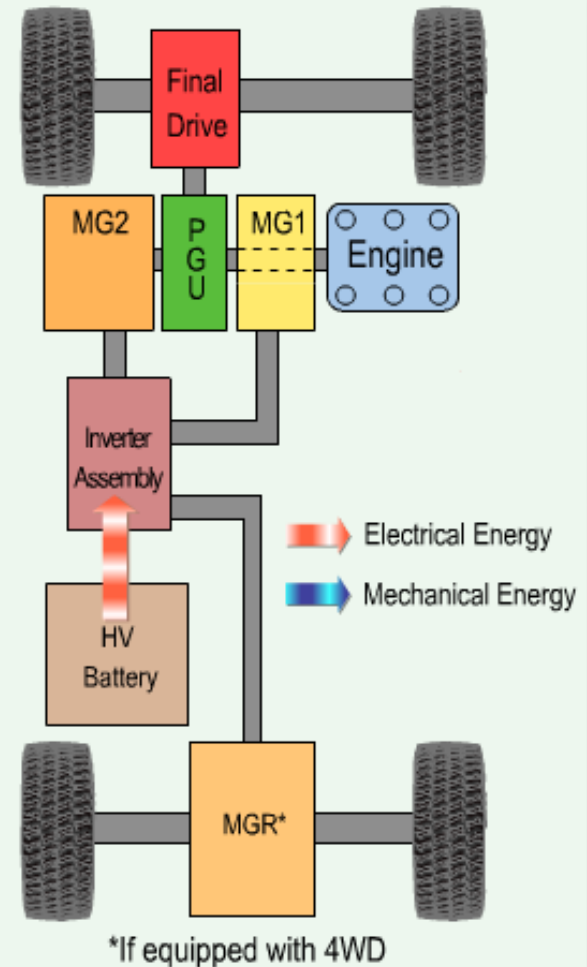 Final
Drive
MG2
P
G
U
MG1
Engine
Inverter
Assembly
Electrical Energy
Mechanical Energy
HV
Battery
MGR*
*If equipped with 4WD